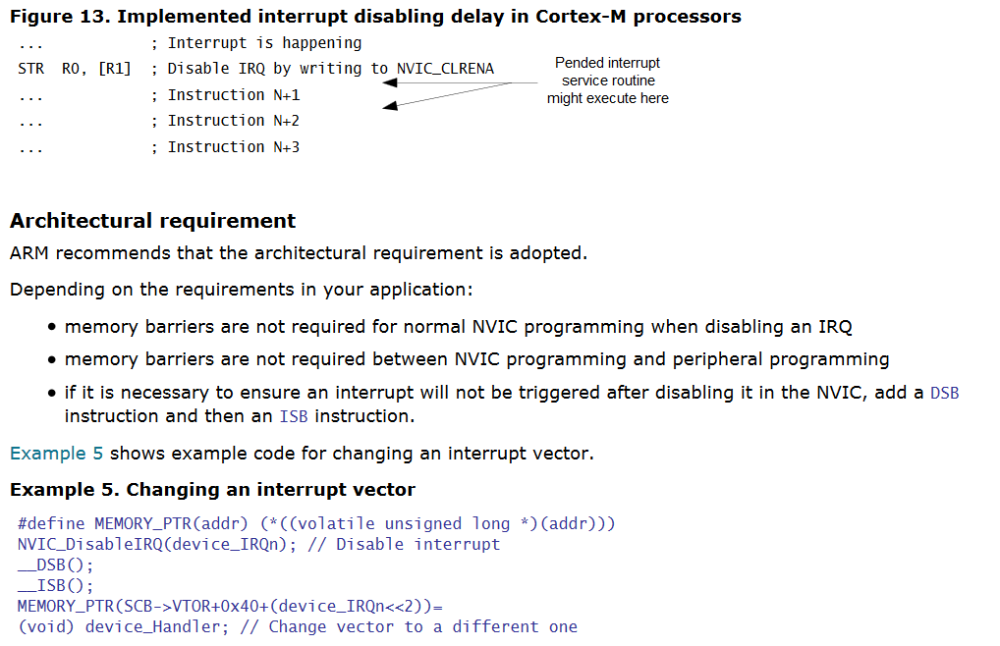 Figure 13. Implemented interrupt disabling delay in Cortex-M processors
... ; Interrupt is happening
STR R0, [R1] ; Disable IRQ by writing to NVIC_CLRENA
... ; Instruction N+1
... ; Instruction N+2
... ; Instruction N+3
Pended interrupt
service routine
might execute here
Architectural requirement
ARM recommends that the architectural requirement is adopted.
Depending on the requirements in your application:
• memory barriers are not required for normal NVIC programming when disabling an IRQ
• memory barriers are not required between NVIC programming and peripheral programming
• if it is necessary to ensure an interrupt will not be triggered after disabling it in the NVIC, add a DSB
instruction and then an ISB instruction.
Example 5 shows example code for changing an interrupt vector.
Example 5. Changing an interrupt vector
#define MEMORY_PTR(addr) (*((volatile unsigned long *)(addr)))
NVIC_DisableIRQ(device_IRQn); // Disable interrupt
__DSB();
__ISB();
MEMORY_PTR(SCB->VTOR+0x40+(device_IRQn<<2))=
(void) device_Handler; // Change vector to a different one